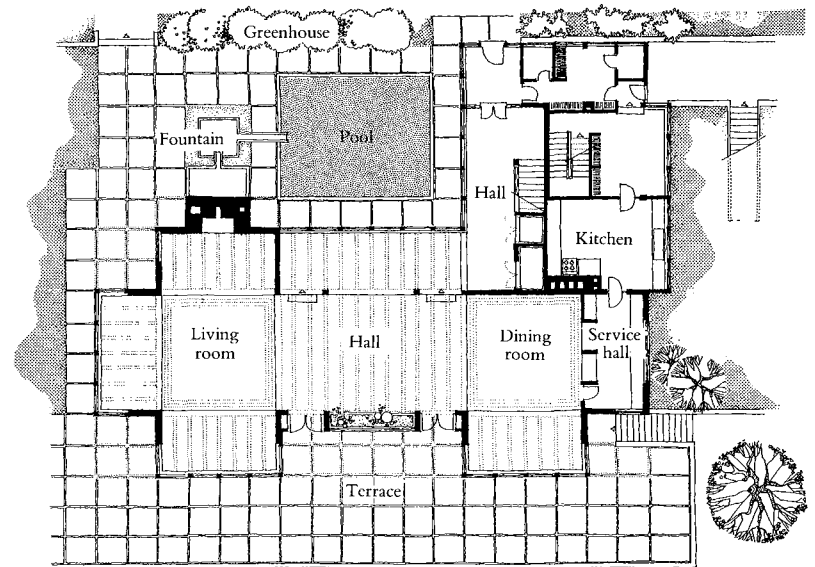 Greenhouse
Fountain
Pool
Hall
Kitchen
Living
room
Hall
Dining
room
Service
hall
Terrace